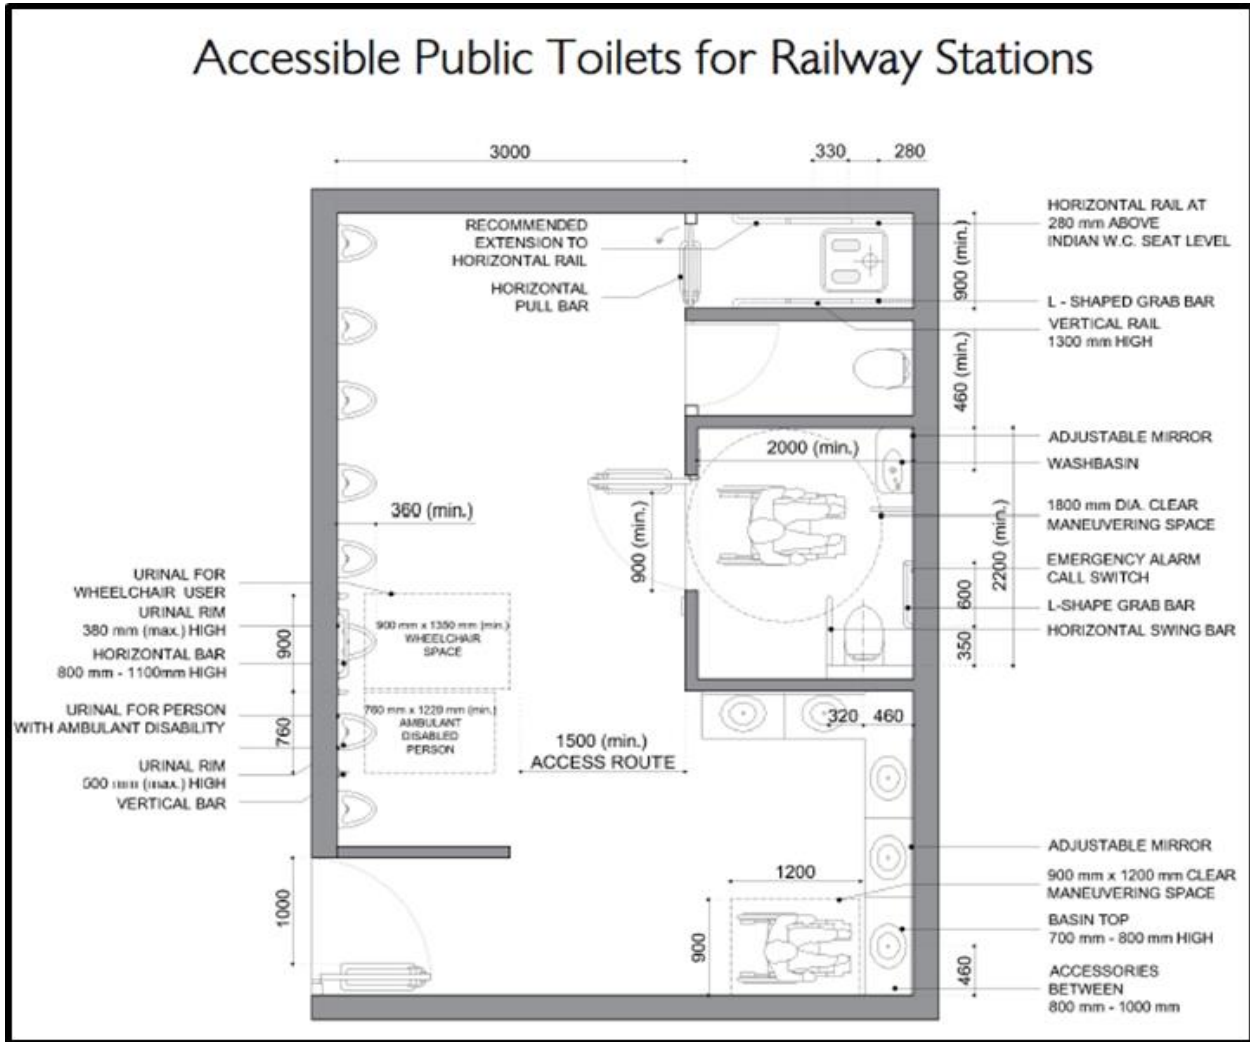 Accessible Public Toilets for Railway Stations
3000
330
280
RECOMMENDED
EXTENSION TO
HORIZONTAL RAIL
HORIZONTAL
PULL BAR
900 (min.)
HORIZONTAL RAIL AT
280 mm ABOVE
INDIAN W.C. SEAT LEVEL
L - SHAPED GRAB BAR
VERTICAL RAIL
1300 mm HIGH
460 (min.)
2000 (min.)
ADJUSTABLE MIRROR
WASHBASIN
1800 mm DIA. CLEAR
MANEUVERING SPACE
EMERGENCY ALARM
CALL SWITCH
L-SHAPE GRAB BAR
HORIZONTAL SWING BAR
2200 (min.)
600
350
360 (min.)
900 (min.)
URINAL FOR
WHEELCHAIR USER
URINAL RIM
380 mm (max.) HIGH
HORIZONTAL BAR
800 mm - 1100mm HIGH
URINAL FOR PERSON
WITH AMBULANT DISABILITY
URINAL RIM
500 mm (max.) HIGH
VERTICAL BAR
900
760
900 mm x 1350 mm (min.)
WHEELCHAIR
SPACE
760 mm x 1220 mm (min.)
AMBULANT
DISABLED
PERSON
1500 (min.)
ACCESS ROUTE
320
460
1000
1200
900
460
ADJUSTABLE MIRROR
900 mm x 1200 mm CLEAR
MANEUVERING SPACE
BASIN TOP
700 mm - 800 mm HIGH
ACCESSORIES
BETWEEN
800 mm - 1000 mm